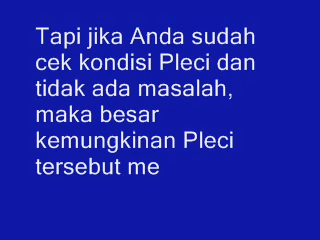 Tapi jika Anda sudah
cek kondisi Pleci dan
tidak ada masalah,
maka besar
kemungkinan Pleci
tersebut me